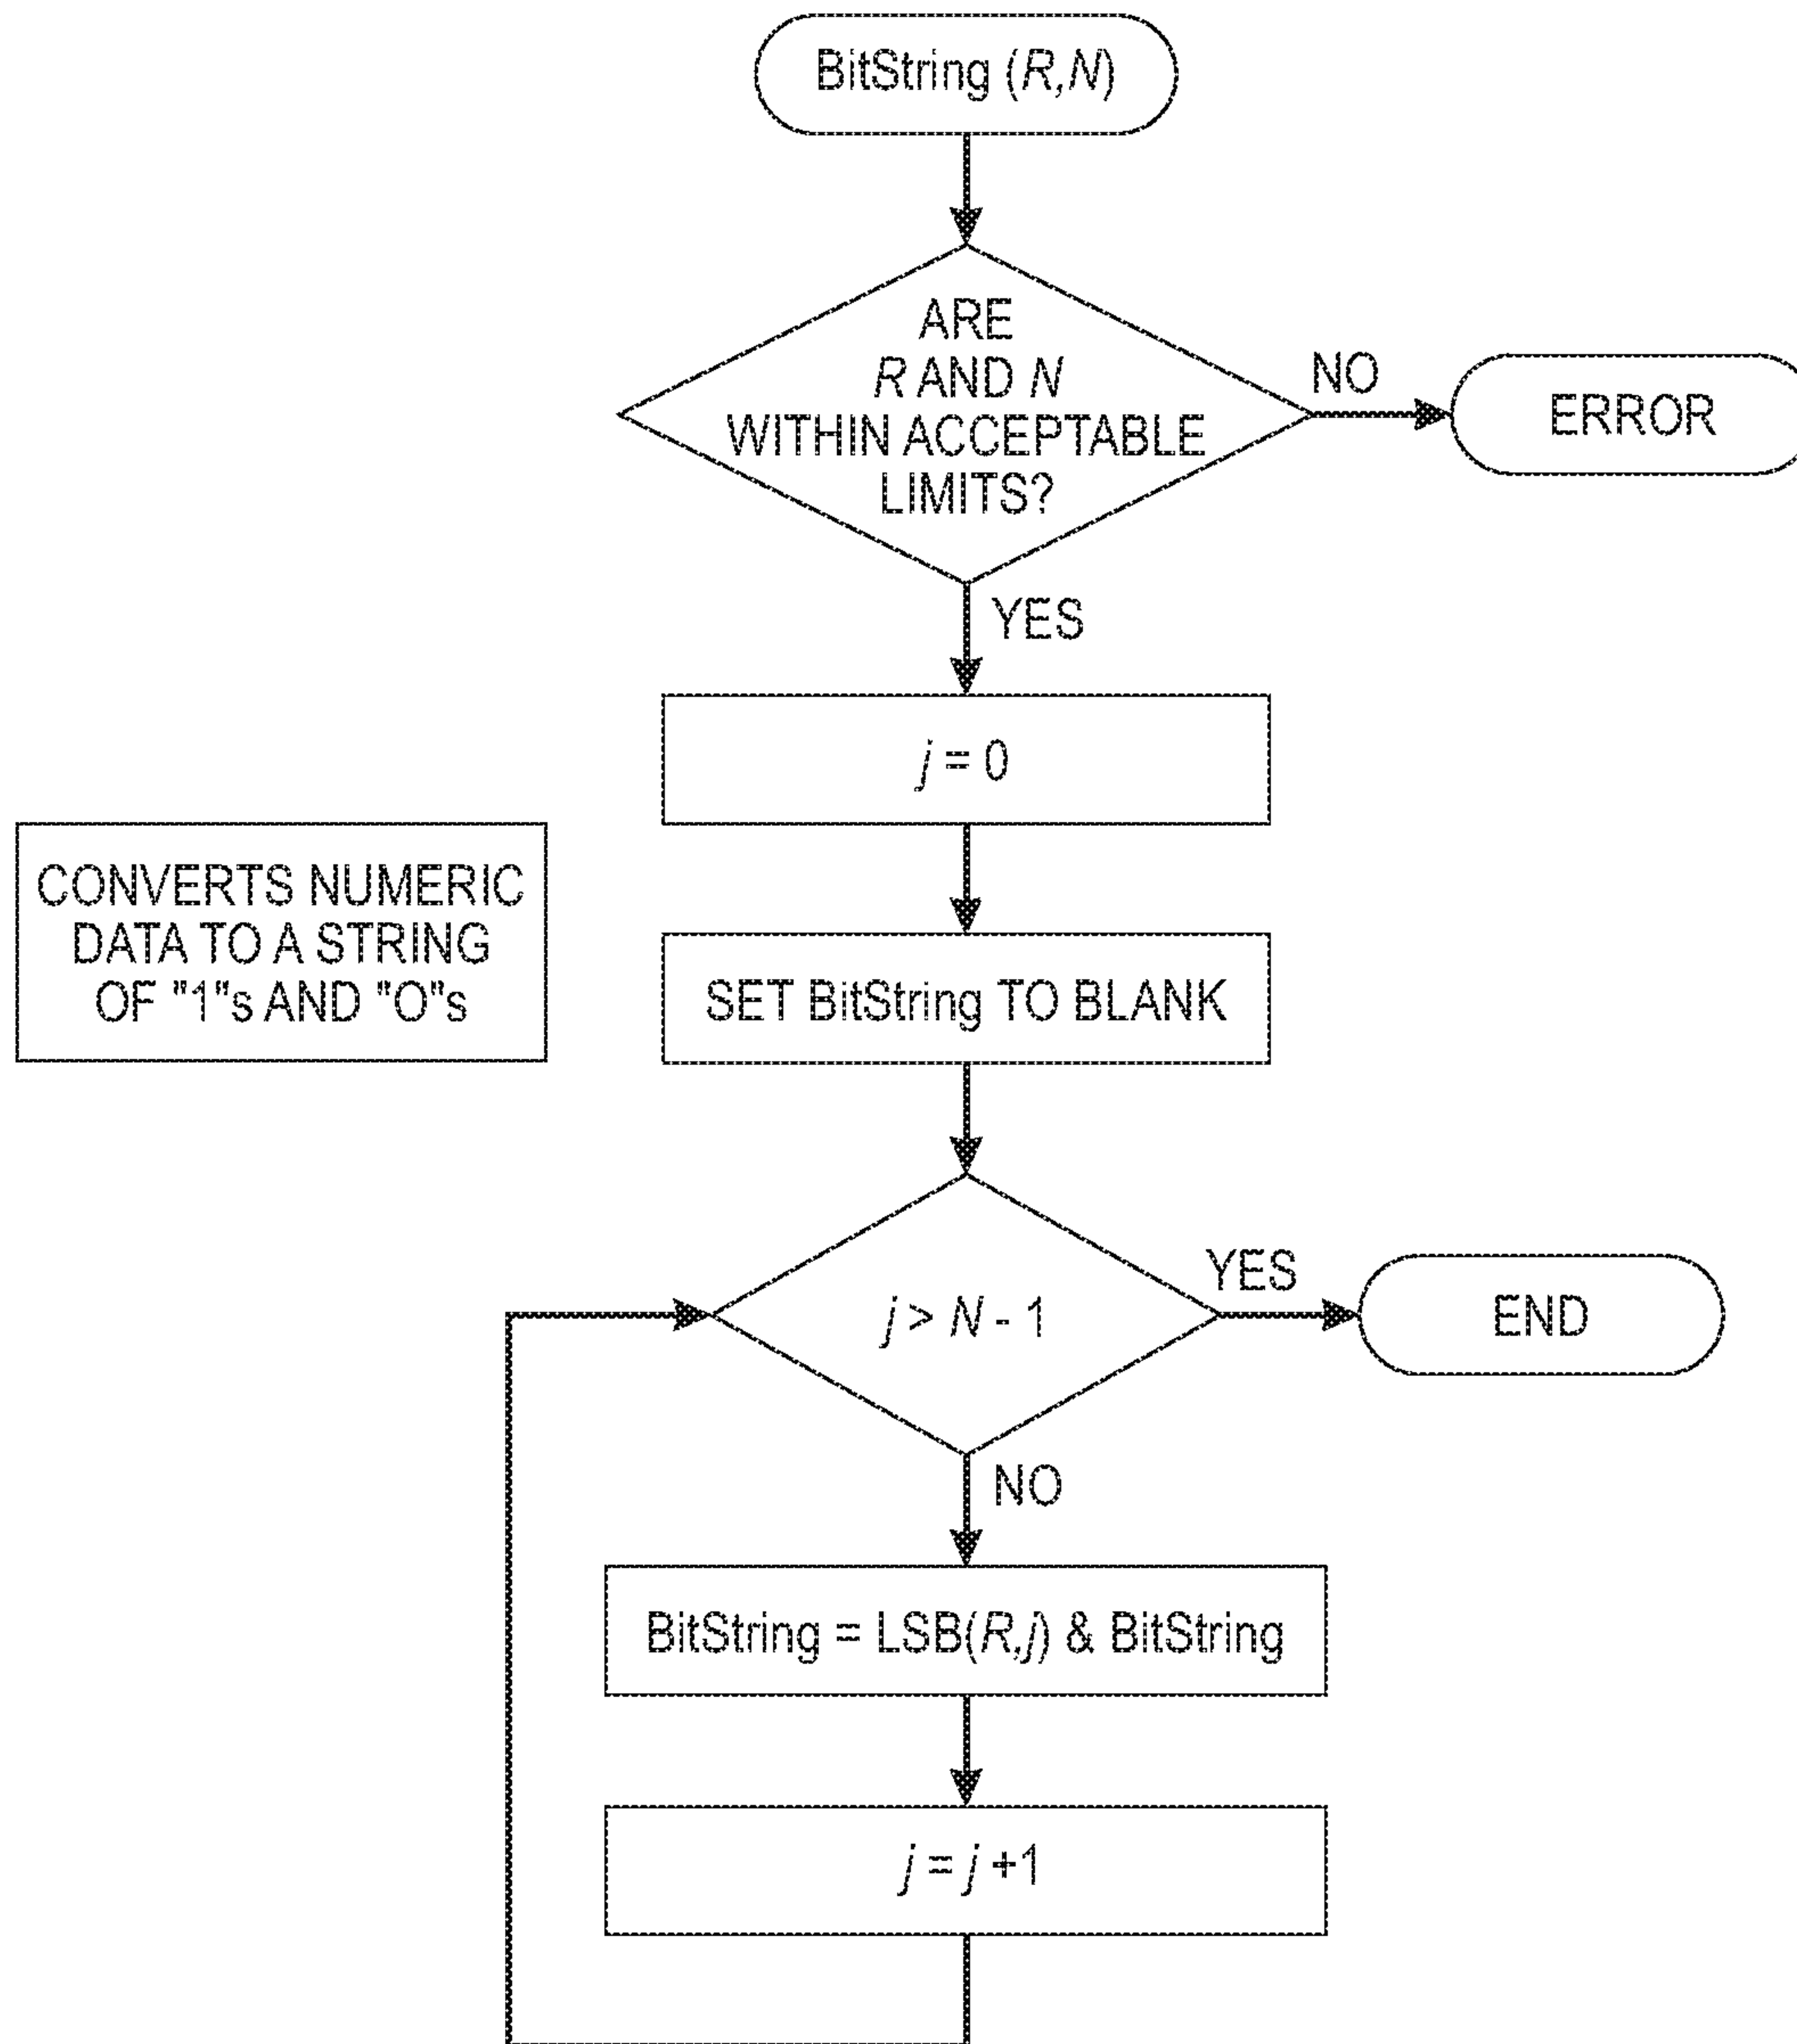 BitString (R,N)
ARE
R AND N
WITHIN ACCEPTABLE
LIMITS?
NO
ERROR
YES
j = 0
CONVERTS NUMERIC
DATA TO A STRING
OF "1"s AND "O"s
SET BitString TO BLANK
j > N - 1
YES
END
NO
BitString = LSB(R,j) & BitString
j = j +1